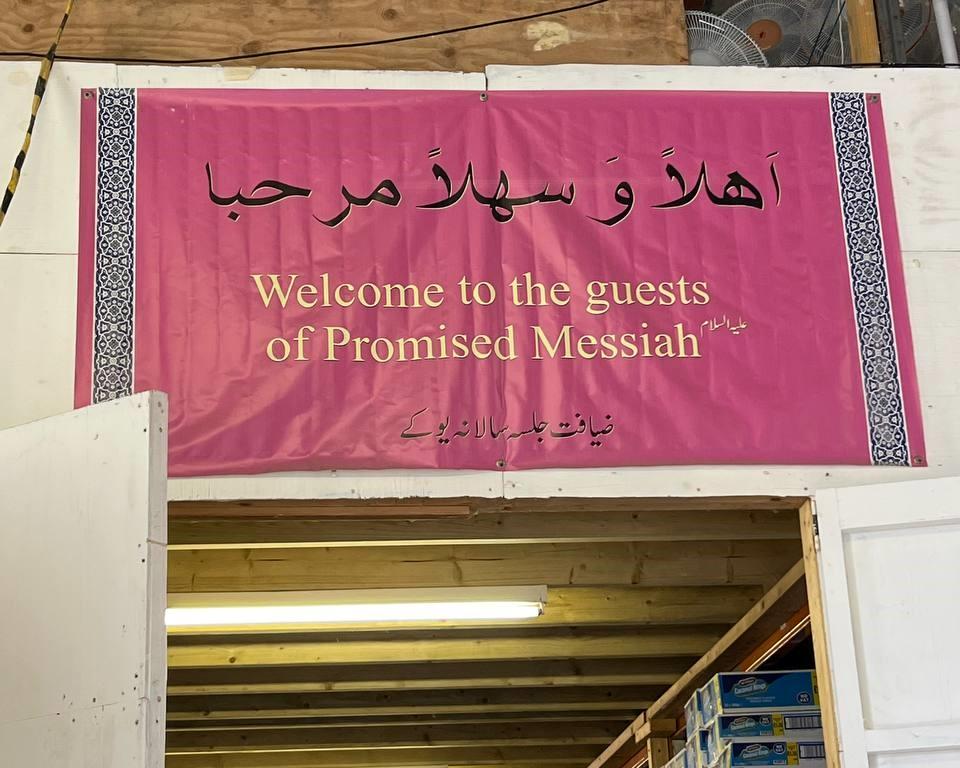 اَهلاً وَ سهلاً مرحبا
Welcome to the guests
of Promised Messiah علیہ السلام
ضیافت جلسہ سالانہ یو کے